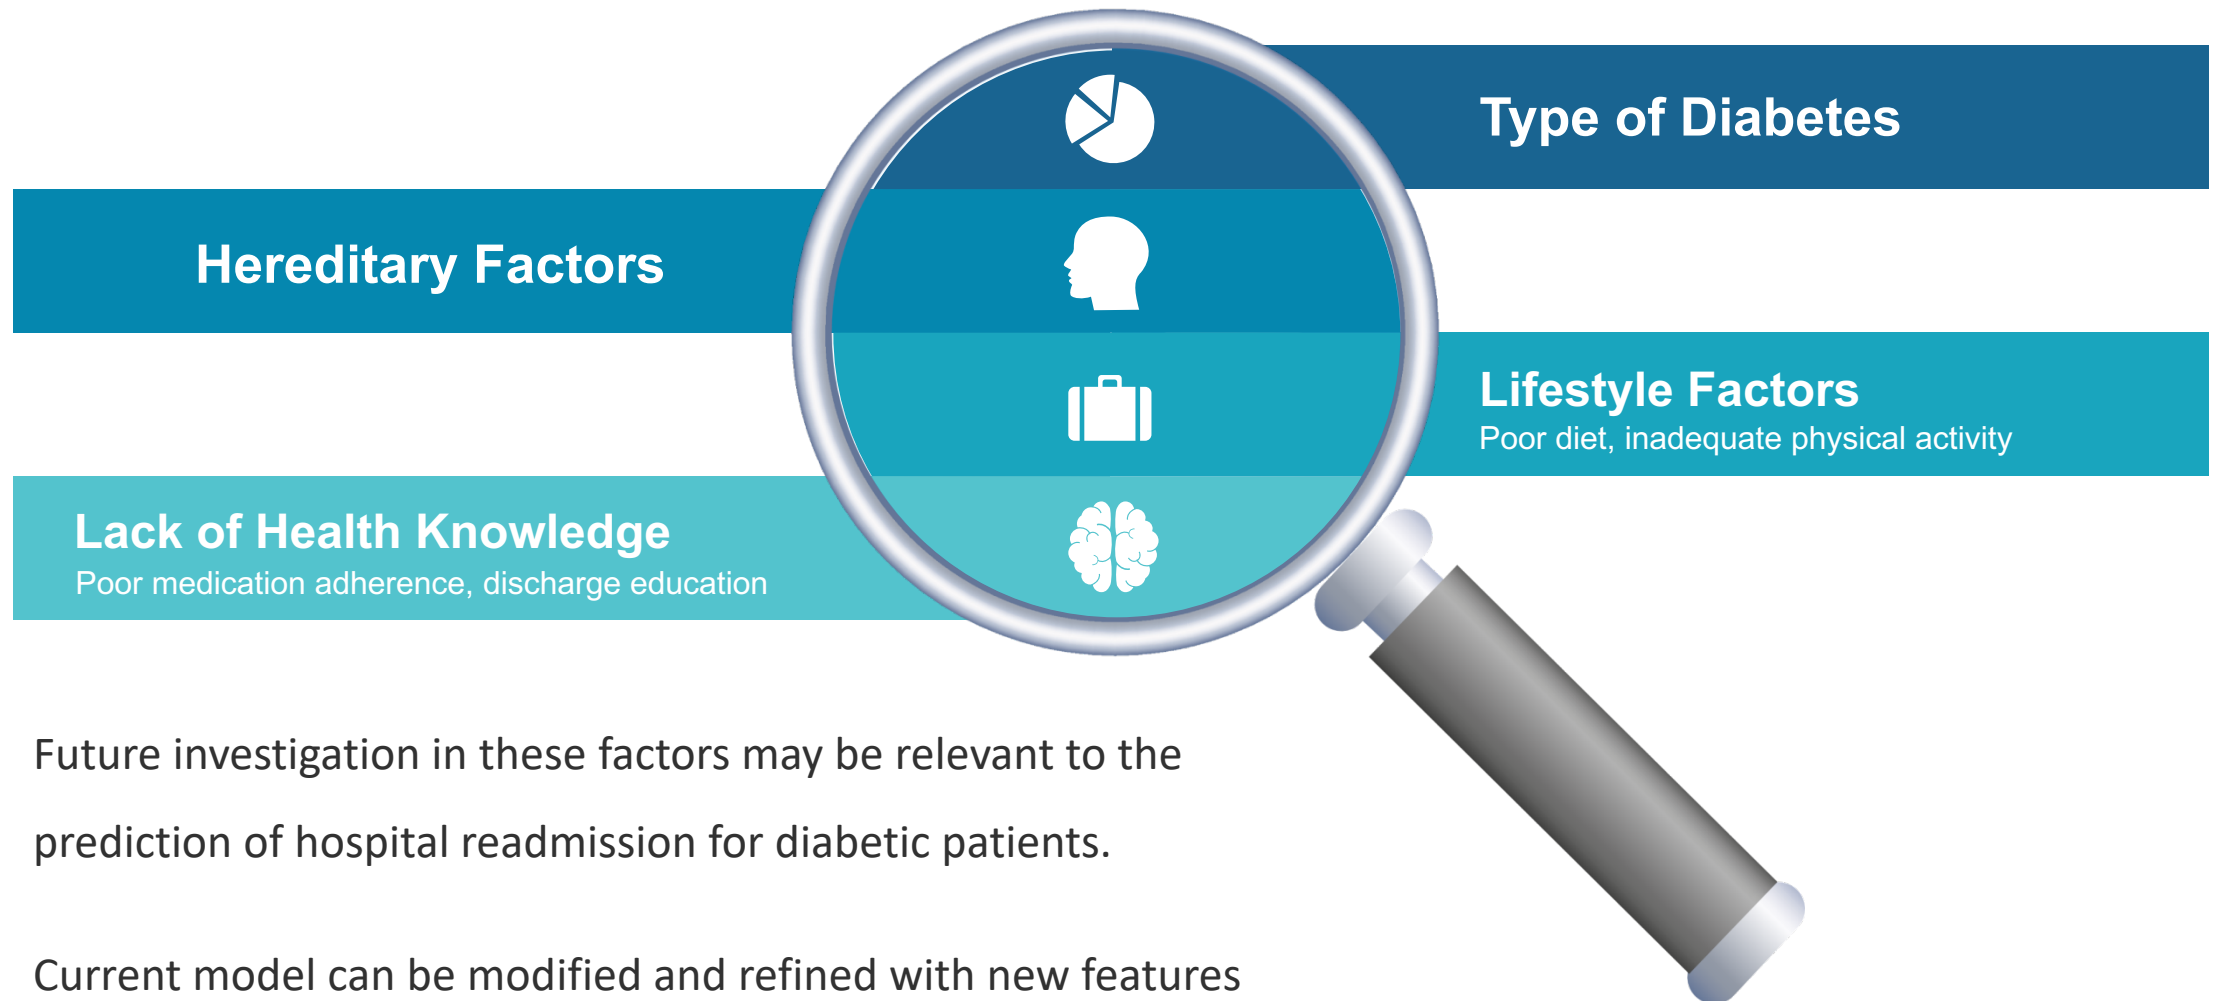 Type of Diabetes
Hereditary Factors
Lifestyle Factors
Poor diet, inadequate physical activity
Lack of Health Knowledge
Poor medication adherence, discharge education
Future investigation in these factors may be relevant to the
prediction of hospital readmission for diabetic patients.
Current model can be modified and refined with new features